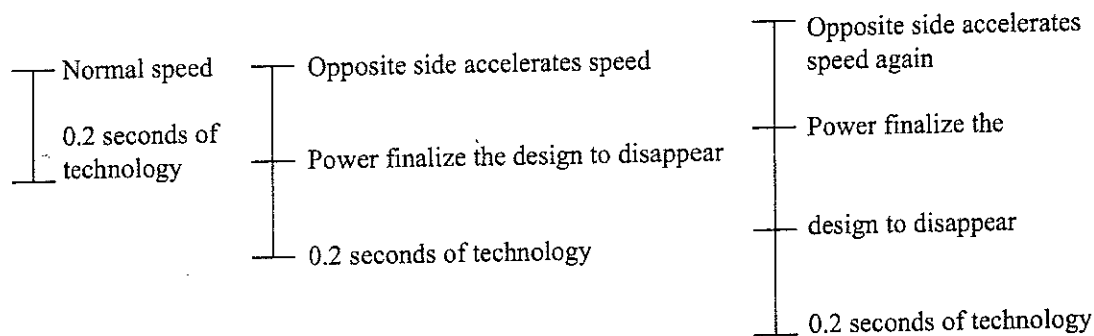 Normal speed
0.2 seconds of
technology
Opposite side accelerates speed
Power finalize the design to disappear
0.2 seconds of technology
Opposite side accelerates
speed again
Power finalize the
design to disappear
0.2 seconds of technology